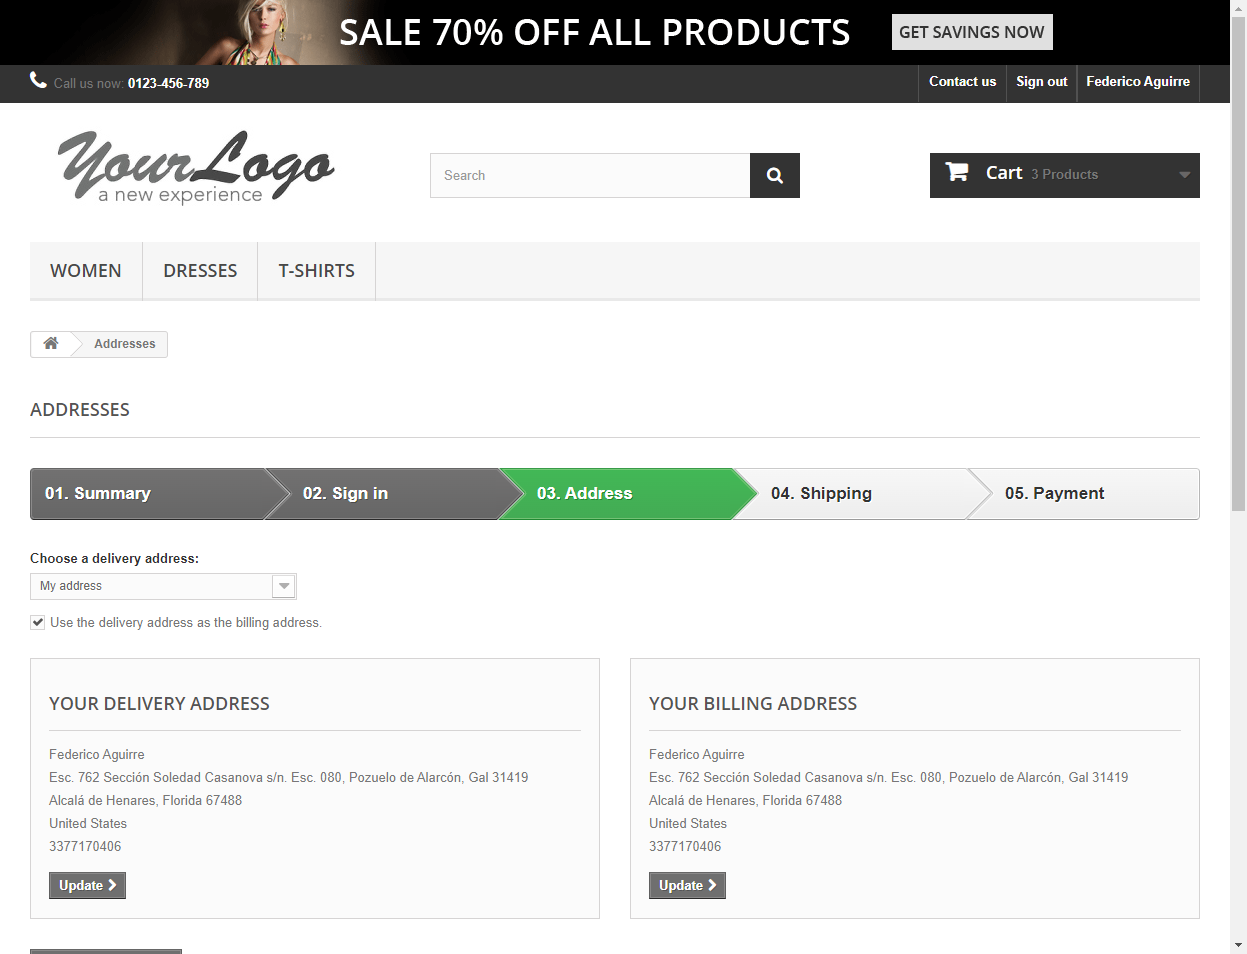 SALE 70% OFF ALL PRODUCTS
GET SAVINGS NOW
Call us now: 0123-456-789
Contact us
Sign out
Federico Aguirre
Your Logo
a new experience
Search
Cart 3 Products
WOMEN
DRESSES
T-SHIRTS
Addresses
ADDRESSES
01. Summary
02. Sign in
03. Address
04. Shipping
05. Payment
Choose a delivery address:
My address
Use the delivery address as the billing address.
YOUR DELIVERY ADDRESS
Federico Aguirre
Esc. 762 Sección Soledad Casanova s/n. Esc. 080, Pozuelo de Alarcón, Gal 31419
Alcalá de Henares, Florida 67488
United States
3377170406
Update
YOUR BILLING ADDRESS
Federico Aguirre
Esc. 762 Sección Soledad Casanova s/n. Esc. 080, Pozuelo de Alarcón, Gal 31419
Alcalá de Henares, Florida 67488
United States
3377170406
Update